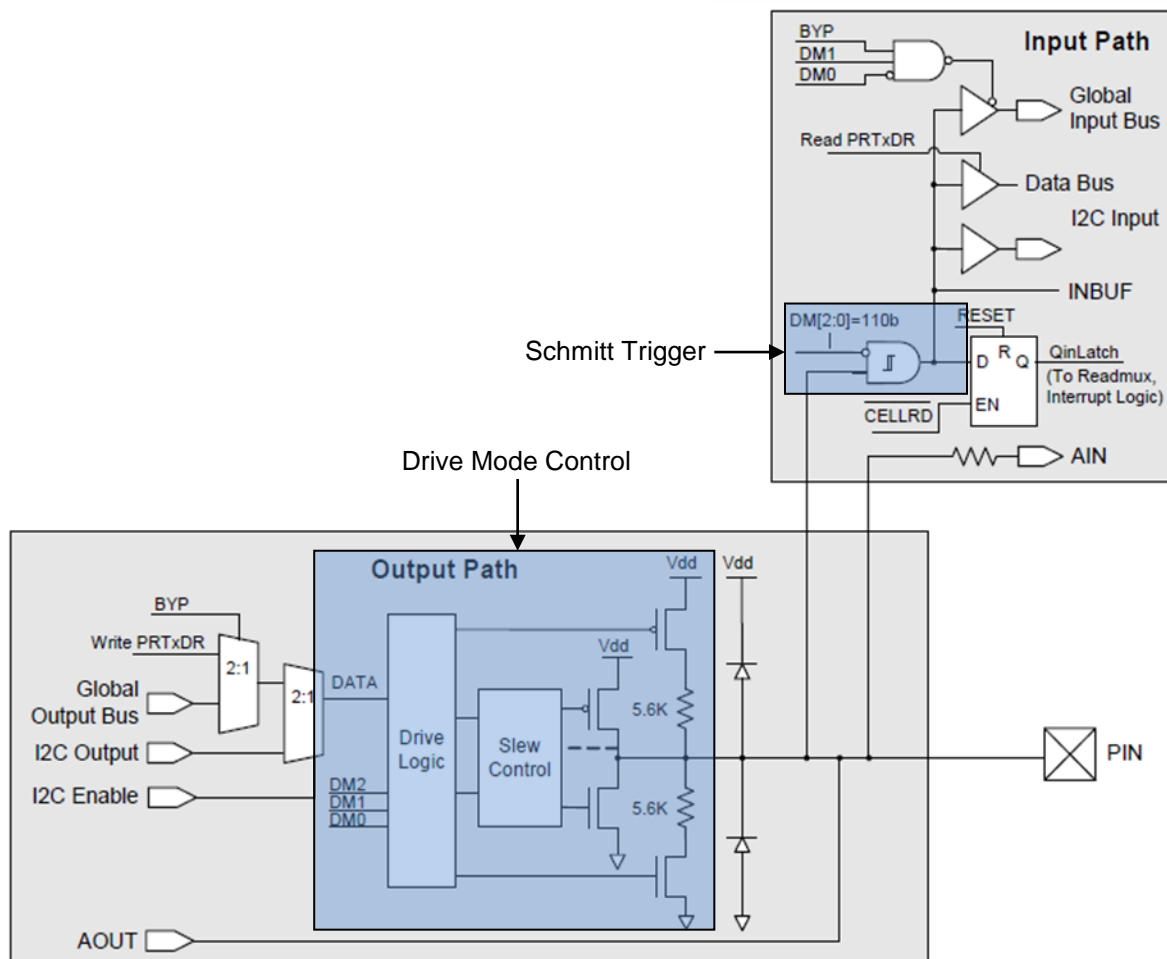 BYP
DM1
DM0
Input Path
Global
Input Bus
Read PRTxDR
Data Bus
I2C Input
INBUF
Schmitt Trigger
DM[2:0]=110b
RESET
D
R
Q
EN
QinLatch
(To Readmux,
Interrupt Logic)
CELLRD
AIN
Drive Mode Control
Output Path
Vdd
Vdd
Vdd
BYP
Write PRTxDR
2:1
Global
Output Bus
2:1
DATA
I2C Output
I2C Enable
Drive
Logic
Slew
Control
5.6K
5.6K
DM2
DM1
DM0
PIN
AOUT